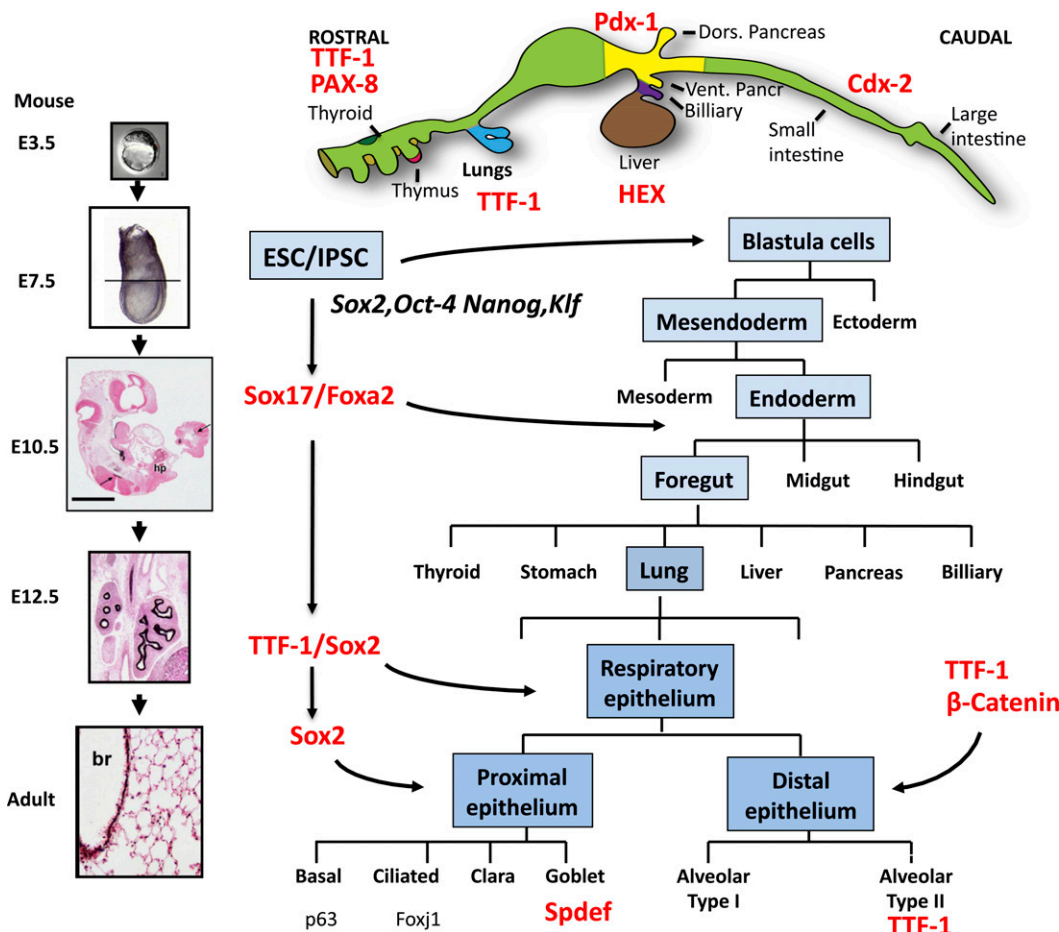 ROSTRAL
TTF-1
PAX-8
Thyroid
Thymus
Lungs
TTF-1
Pdx-1
Dors. Pancreas
Vent. Pancr
Billiary
Liver
HEX
CAUDAL
Cdx-2
Small
intestine
Large
intestine
Mouse
E3.5
E7.5
E10.5
hp
E12.5
Adult
br
ESC/IPSC
Sox2,Oct-4 Nanog,Klf
Sox17/Foxa2
TTF-1/Sox2
Sox2
Blastula cells
Mesendoderm
Ectoderm
Mesoderm
Endoderm
Foregut
Midgut
Hindgut
Thyroid
Stomach
Lung
Liver
Pancreas
Billiary
Respiratory
epithelium
TTF-1
β-Catenin
Proximal
epithelium
Distal
epithelium
Basal
Ciliated
Clara
Goblet
p63
Foxj1
Spdef
Alveolar
Type I
Alveolar
Type II
TTF-1